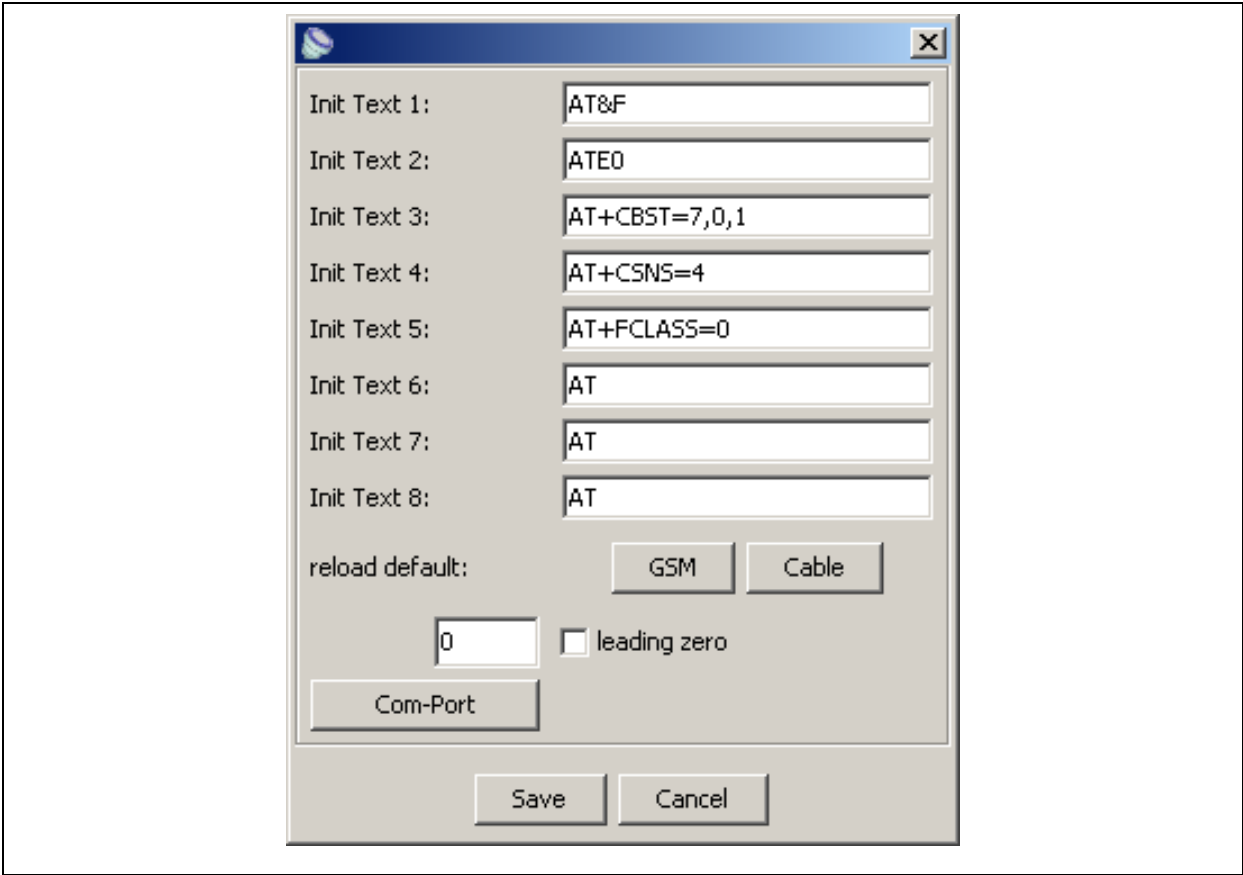 Init Text 1: AT&F
Init Text 2: ATE0
Init Text 3: AT+CBST=7,0,1
Init Text 4: AT+CSNS=4
Init Text 5: AT+FCLASS=0
Init Text 6: AT
Init Text 7: AT
Init Text 8: AT
reload default: GSM Cable
0 leading zero
Com-Port
Save Cancel